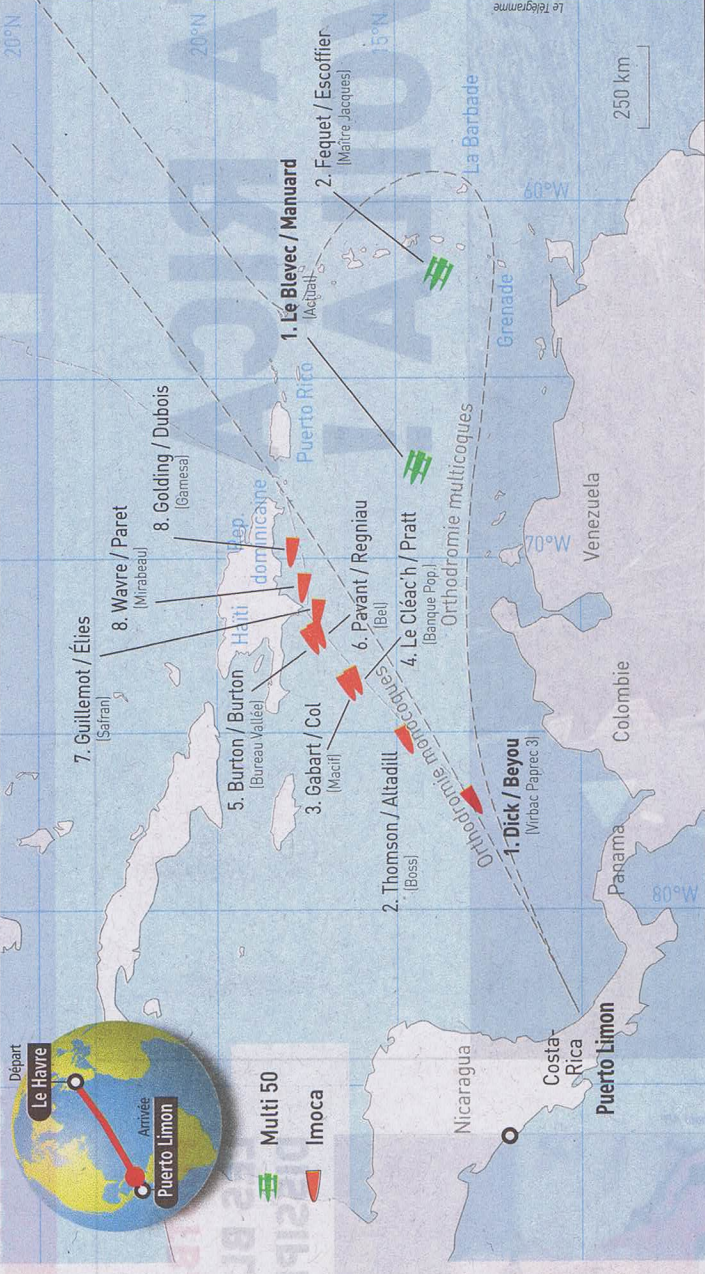 Départ
Le Havre
Arrivée
Puerto Limon
Multi 50
Imoca
20°N
20°N
5°N
60°W
70°W
80°W
7. Guillemot / Élies
(Safran)
8. Wavre / Paret
(Mirabeau)
8. Golding / Dubois
(Gamesa)
5. Burton / Burton
(Bureau Vallée)
3. Gabart / Col
(Macif)
6. Pavant / Regniau
(Bel)
4. Le Cléac'h / Pratt
(Banque Pop.)
2. Thomson / Altadill
(Boss)
1. Dick / Beyou
(Virbac Paprec 3)
1. Le Blevec / Manuard
(Actual)
2. Fequet / Escoffier
(Maître Jacques)
Haïti
Rep
dominicaine
Puerto Rico
La Barbade
Grenade
Orthodromie multicoques
Orthodromie monocoques
Nicaragua
Costa-
Rica
Puerto Limon
Panama
Colombie
Venezuela
250 km
Le Télégramme